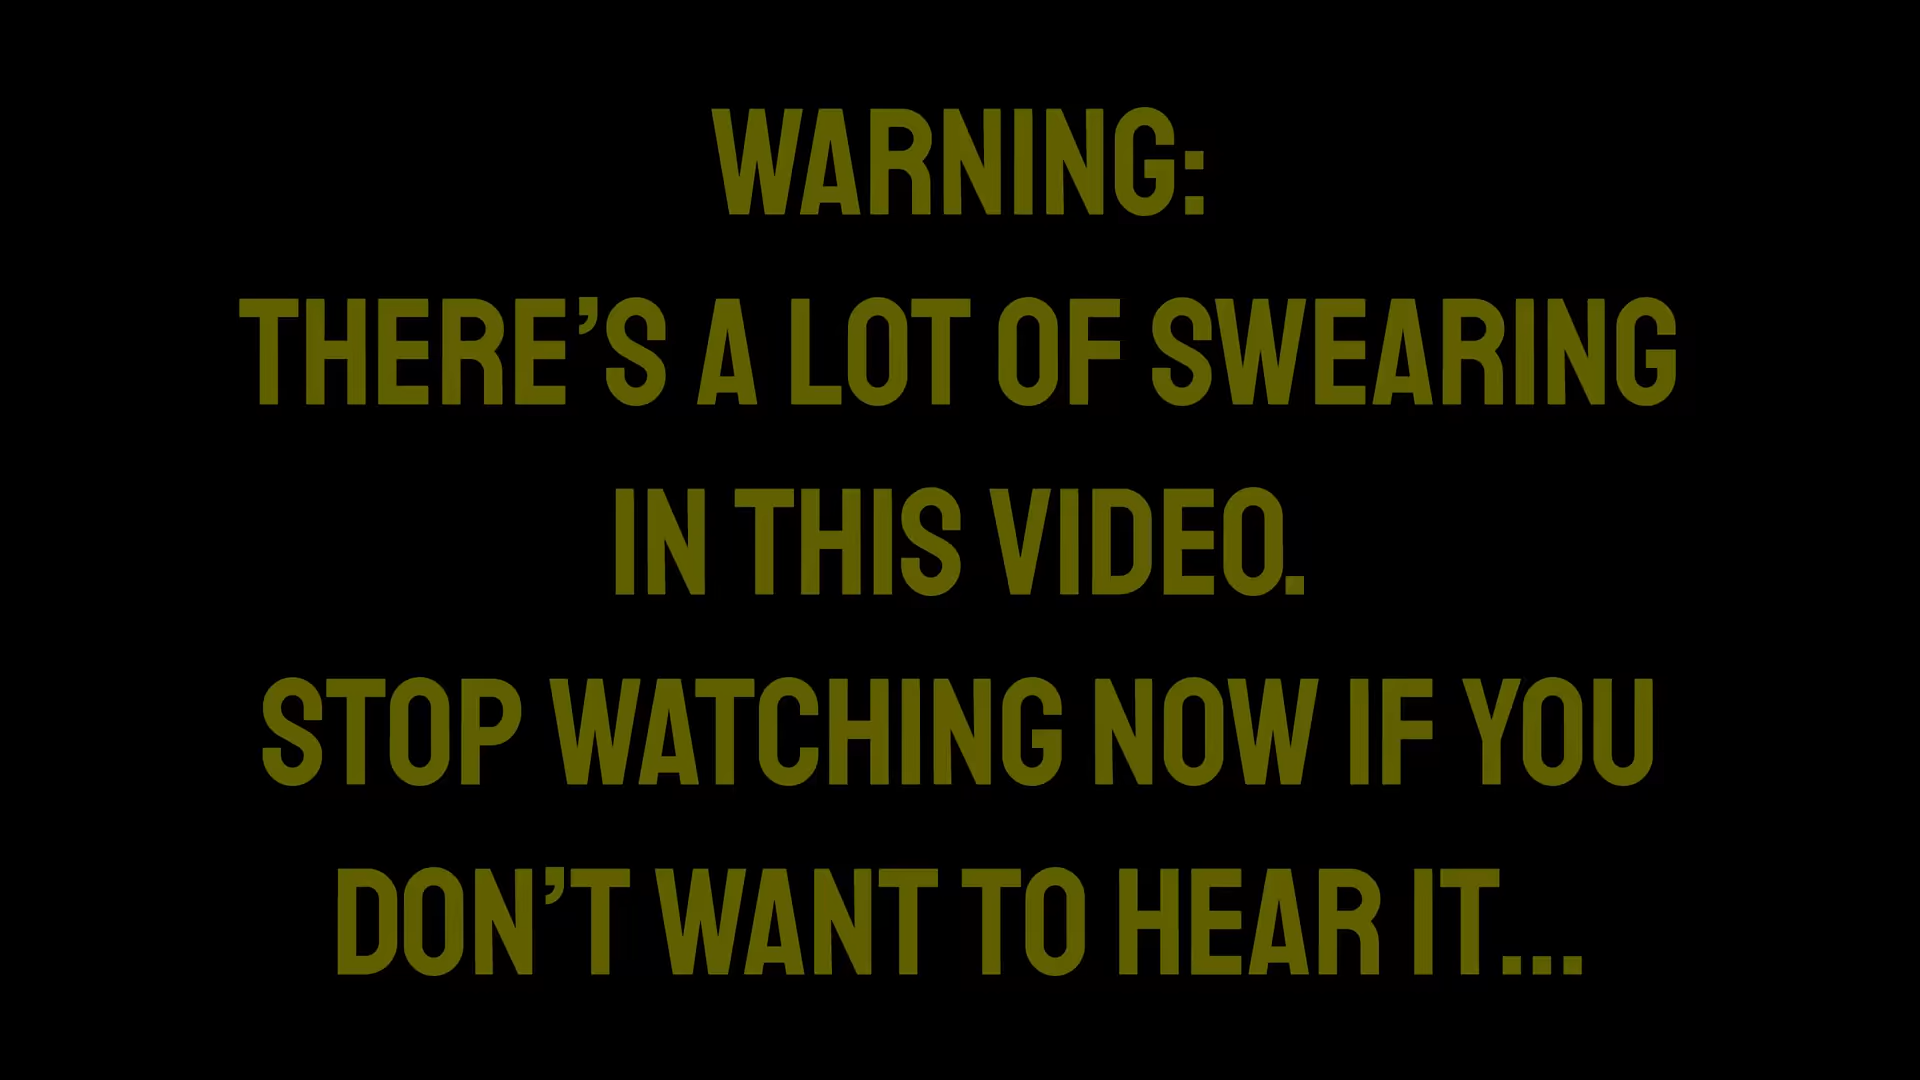 WARNING:
THERE’S A LOT OF SWEARING
IN THIS VIDEO.
STOP WATCHING NOW IF YOU
DON’T WANT TO HEAR IT...